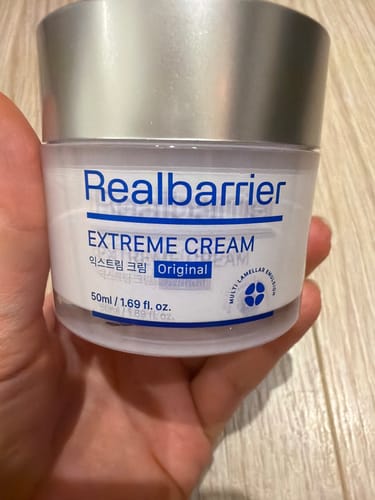 Realbarrier
EXTREME CREAM
익스트림 크림 Original
50ml / 1.69 fl. oz.
MULTI LAMELLAR EMULSION